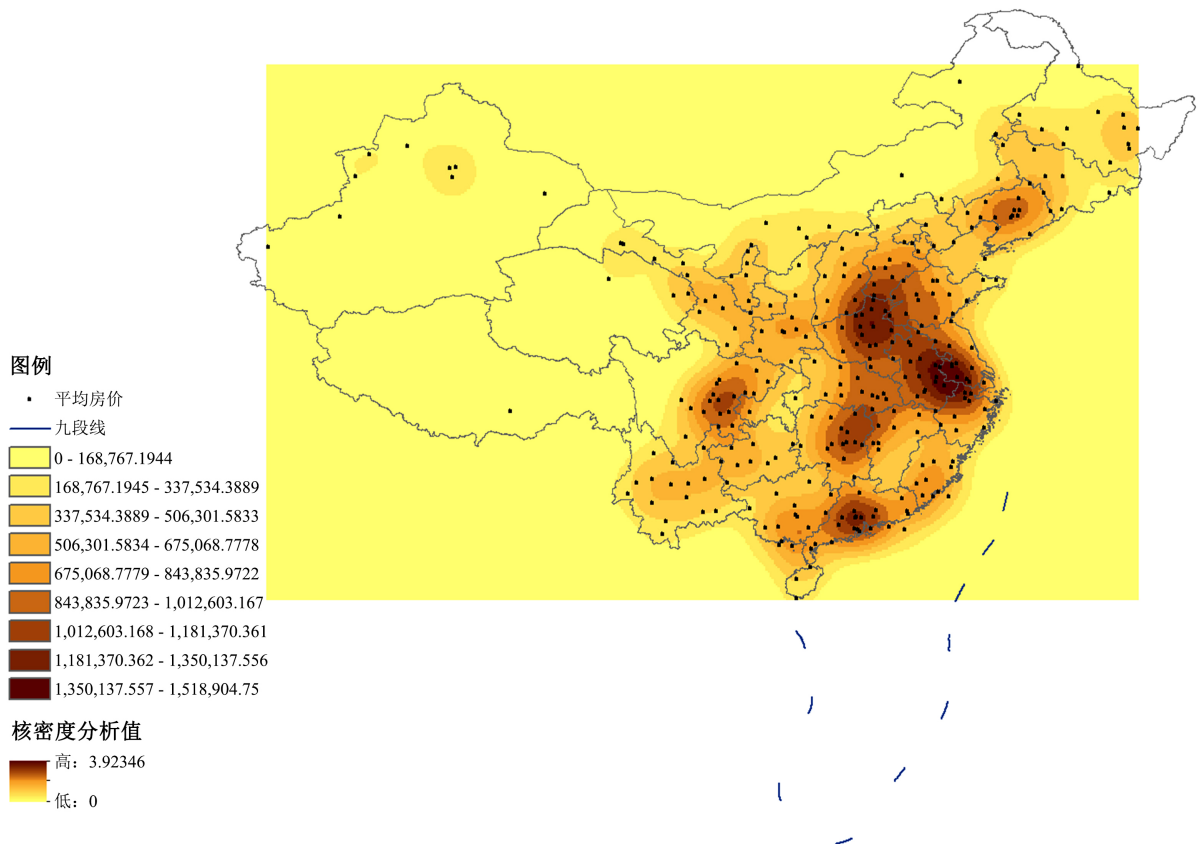 图例
平均房价
九段线
0 - 168,767.1944
168,767.1945 - 337,534.3889
337,534.3889 - 506,301.5833
506,301.5834 - 675,068.7778
675,068.7779 - 843,835.9722
843,835.9723 - 1,012,603.167
1,012,603.168 - 1,181,370.361
1,181,370.362 - 1,350,137.556
1,350,137.557 - 1,518,904.75
核密度分析值
高：3.92346
低：0